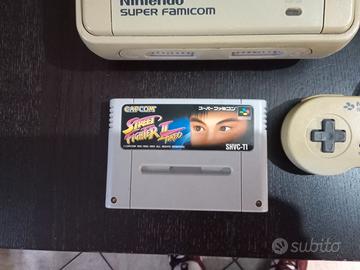 Nintendo
SUPER FAMICOM
CAPCOM
スーパーファミコン
STREET
FIGHTER II
TURBO
SHVC-TI
subito